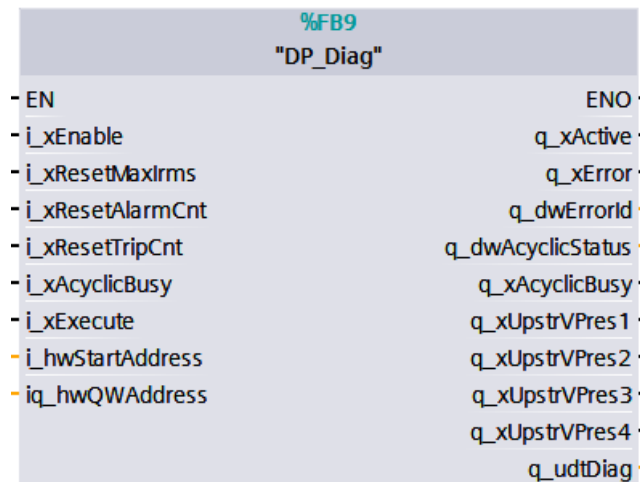 %FB9
"DP_Diag"
EN ENO
i_xEnable q_xActive
i_xResetMaxIrms q_xError
i_xResetAlarmCnt q_dwErrorId
i_xResetTripCnt q_dwAcyclicStatus
i_xAcyclicBusy q_xAcyclicBusy
i_xExecute q_xUpstrVPres1
i_hwStartAddress q_xUpstrVPres2
iq_hwQWAddress q_xUpstrVPres3
q_xUpstrVPres4
q_udtDiag